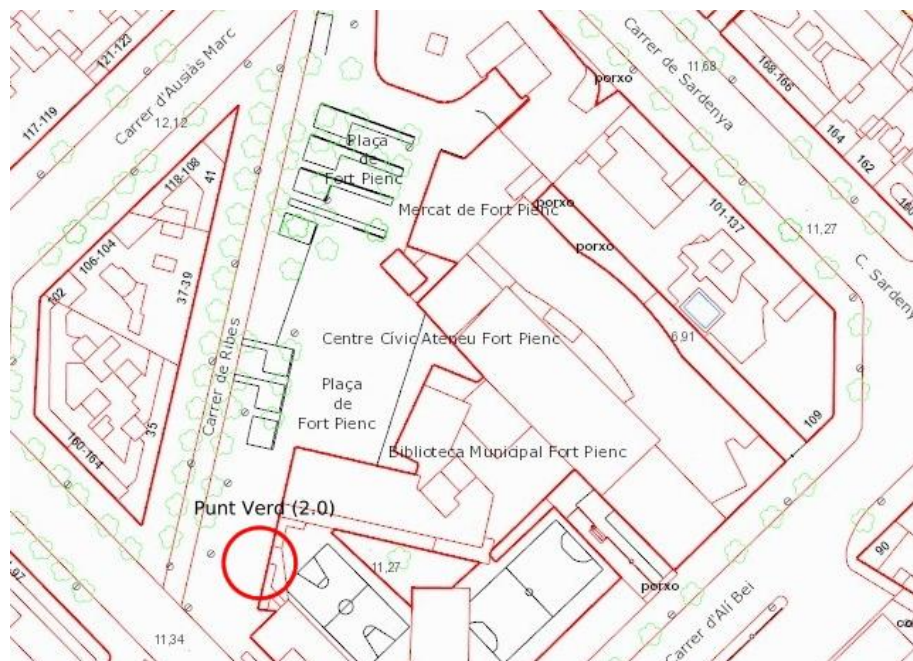 Carrer d'Ausiàs Marc
121-123
117-119
12,12
118-108
41
106-104
102
37-39
35
160-164
Carrer de Ribes
Plaça
de
Fort Pienc
Mercat de Fort Pienc
porxo
porxo
porxo
Carrer de Sardenya
11,68
168-166
164
162
160
11,27
C. Sardeny
101-137
6,91
109
Centre Cívic Ateneu Fort Pienc
Plaça
de
Fort Pienc
Biblioteca Municipal Fort Pienc
Punt Verd (2.0)
11,27
porxo
Carrer d'Alí Bei
90
11,34